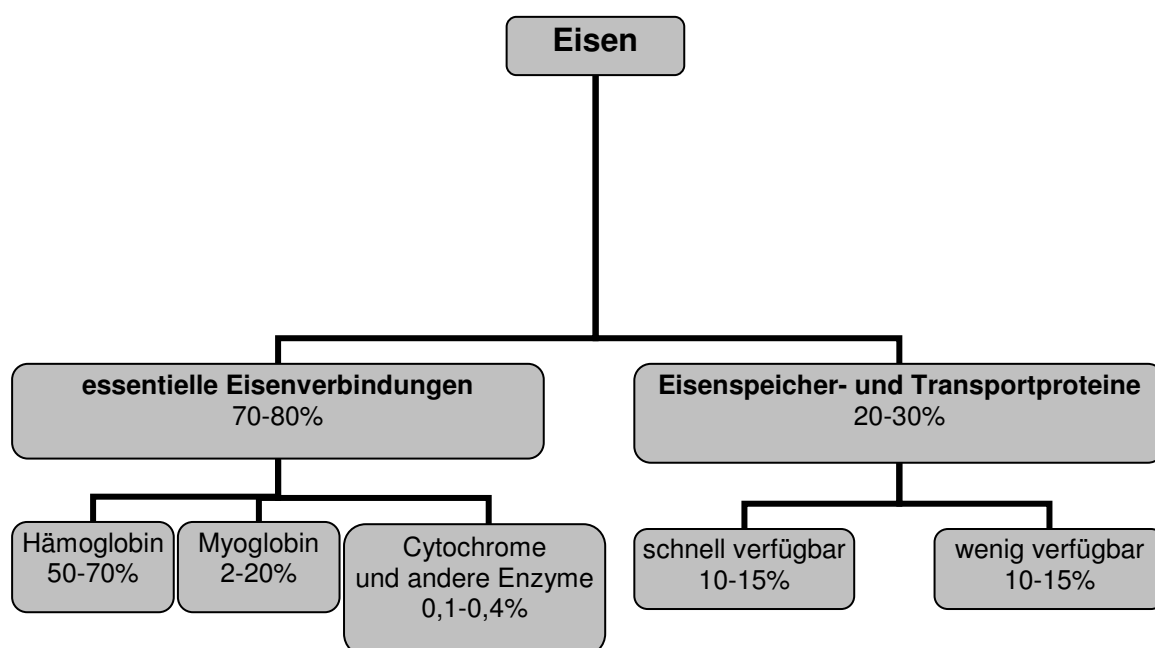 Eisen
essentielle Eisenverbindungen
70-80%
Eisenspeicher- und Transportproteine
20-30%
Hämoglobin
50-70%
Myoglobin
2-20%
Cytochrome
und andere Enzyme
0,1-0,4%
schnell verfügbar
10-15%
wenig verfügbar
10-15%